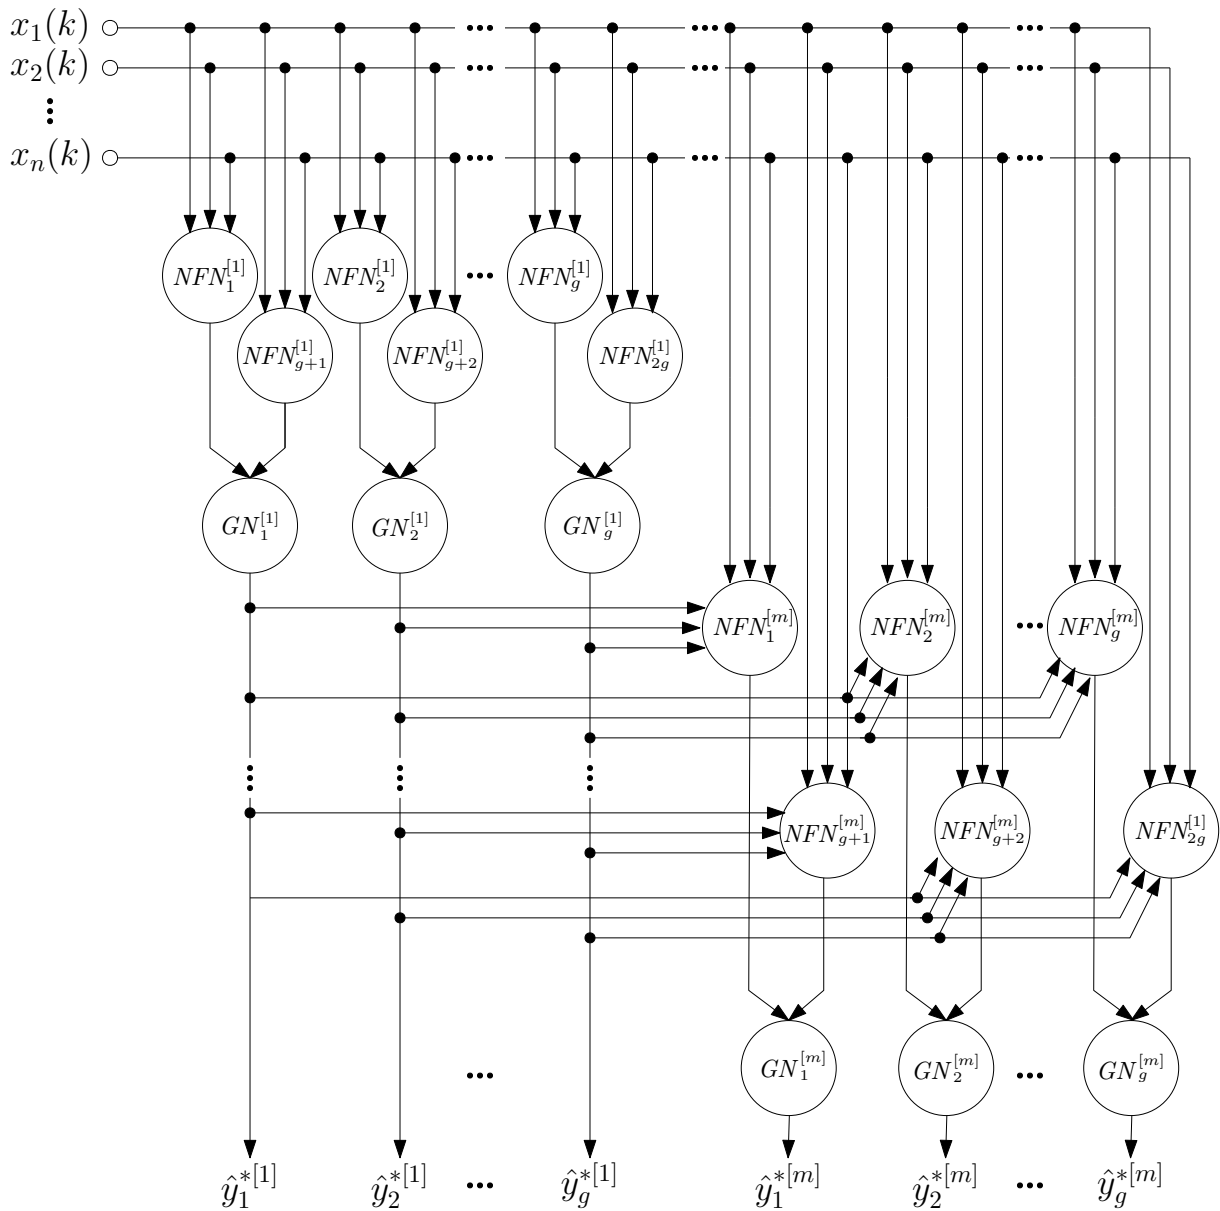 x_1(k)
x_2(k)
⋮
x_n(k)
NFN_1^{[1]} NFN_2^{[1]} ••• NFN_g^{[1]}
NFN_{g+1}^{[1]} NFN_{g+2}^{[1]} NFN_{2g}^{[1]}
GN_1^{[1]} GN_2^{[1]} GN_g^{[1]}
NFN_1^{[m]} NFN_2^{[m]} ••• NFN_g^{[m]}
NFN_{g+1}^{[m]} NFN_{g+2}^{[m]} NFN_{2g}^{[1]}
••• GN_1^{[m]} GN_2^{[m]} ••• GN_g^{[m]}
ŷ_1^{*[1]} ŷ_2^{*[1]} ••• ŷ_g^{*[1]} ŷ_1^{*[m]} ŷ_2^{*[m]} ••• ŷ_g^{*[m]}